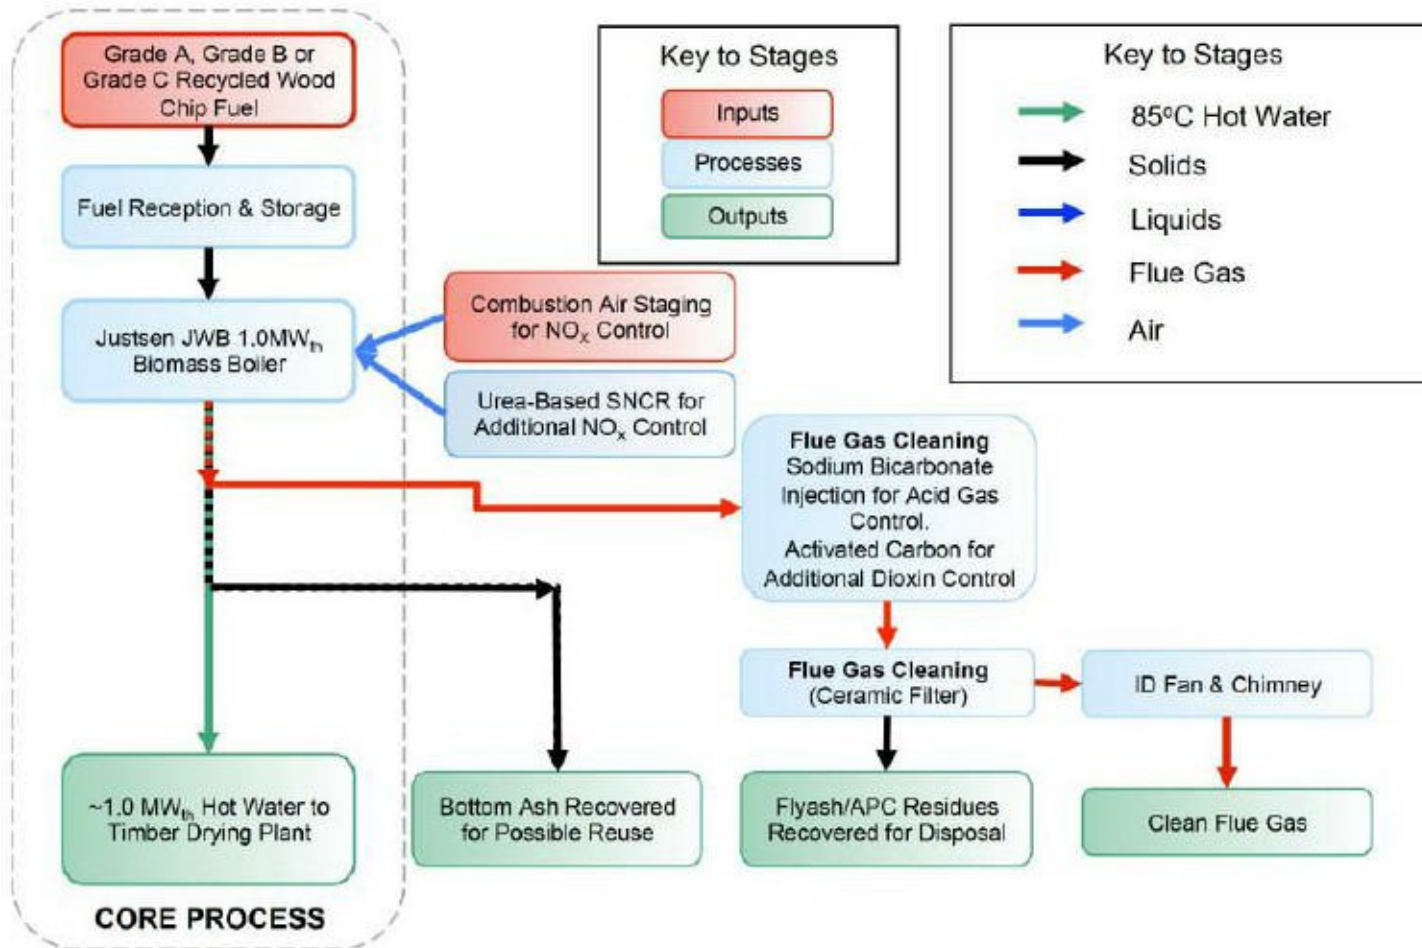 Grade A, Grade B or
Grade C Recycled Wood
Chip Fuel
Fuel Reception & Storage
Justsen JWB 1.0MWth
Biomass Boiler
Combustion Air Staging
for NOx Control
Urea-Based SNCR for
Additional NOx Control
Key to Stages
Inputs
Processes
Outputs
Key to Stages
85ºC Hot Water
Solids
Liquids
Flue Gas
Air
Flue Gas Cleaning
Sodium Bicarbonate
Injection for Acid Gas
Control.
Activated Carbon for
Additional Dioxin Control
Flue Gas Cleaning
(Ceramic Filter)
ID Fan & Chimney
~1.0 MWth Hot Water to
Timber Drying Plant
Bottom Ash Recovered
for Possible Reuse
Flyash/APC Residues
Recovered for Disposal
Clean Flue Gas
CORE PROCESS